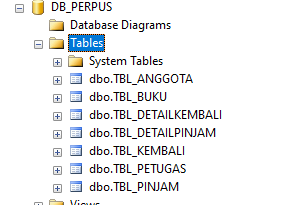 DB_PERPUS
Database Diagrams
Tables
System Tables
dbo.TBL_ANGGOTA
dbo.TBL_BUKU
dbo.TBL_DETAILKEMBALI
dbo.TBL_DETAILPINJAM
dbo.TBL_KEMBALI
dbo.TBL_PETUGAS
dbo.TBL_PINJAM
Views